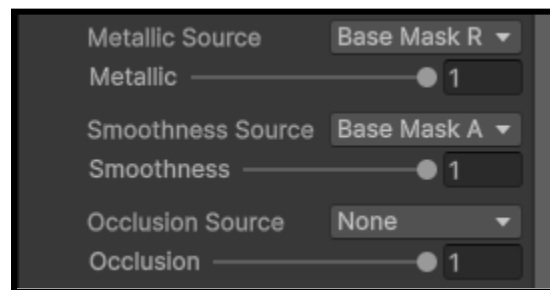 Metallic Source Base Mask R
Metallic 1
Smoothness Source Base Mask A
Smoothness 1
Occlusion Source None
Occlusion 1